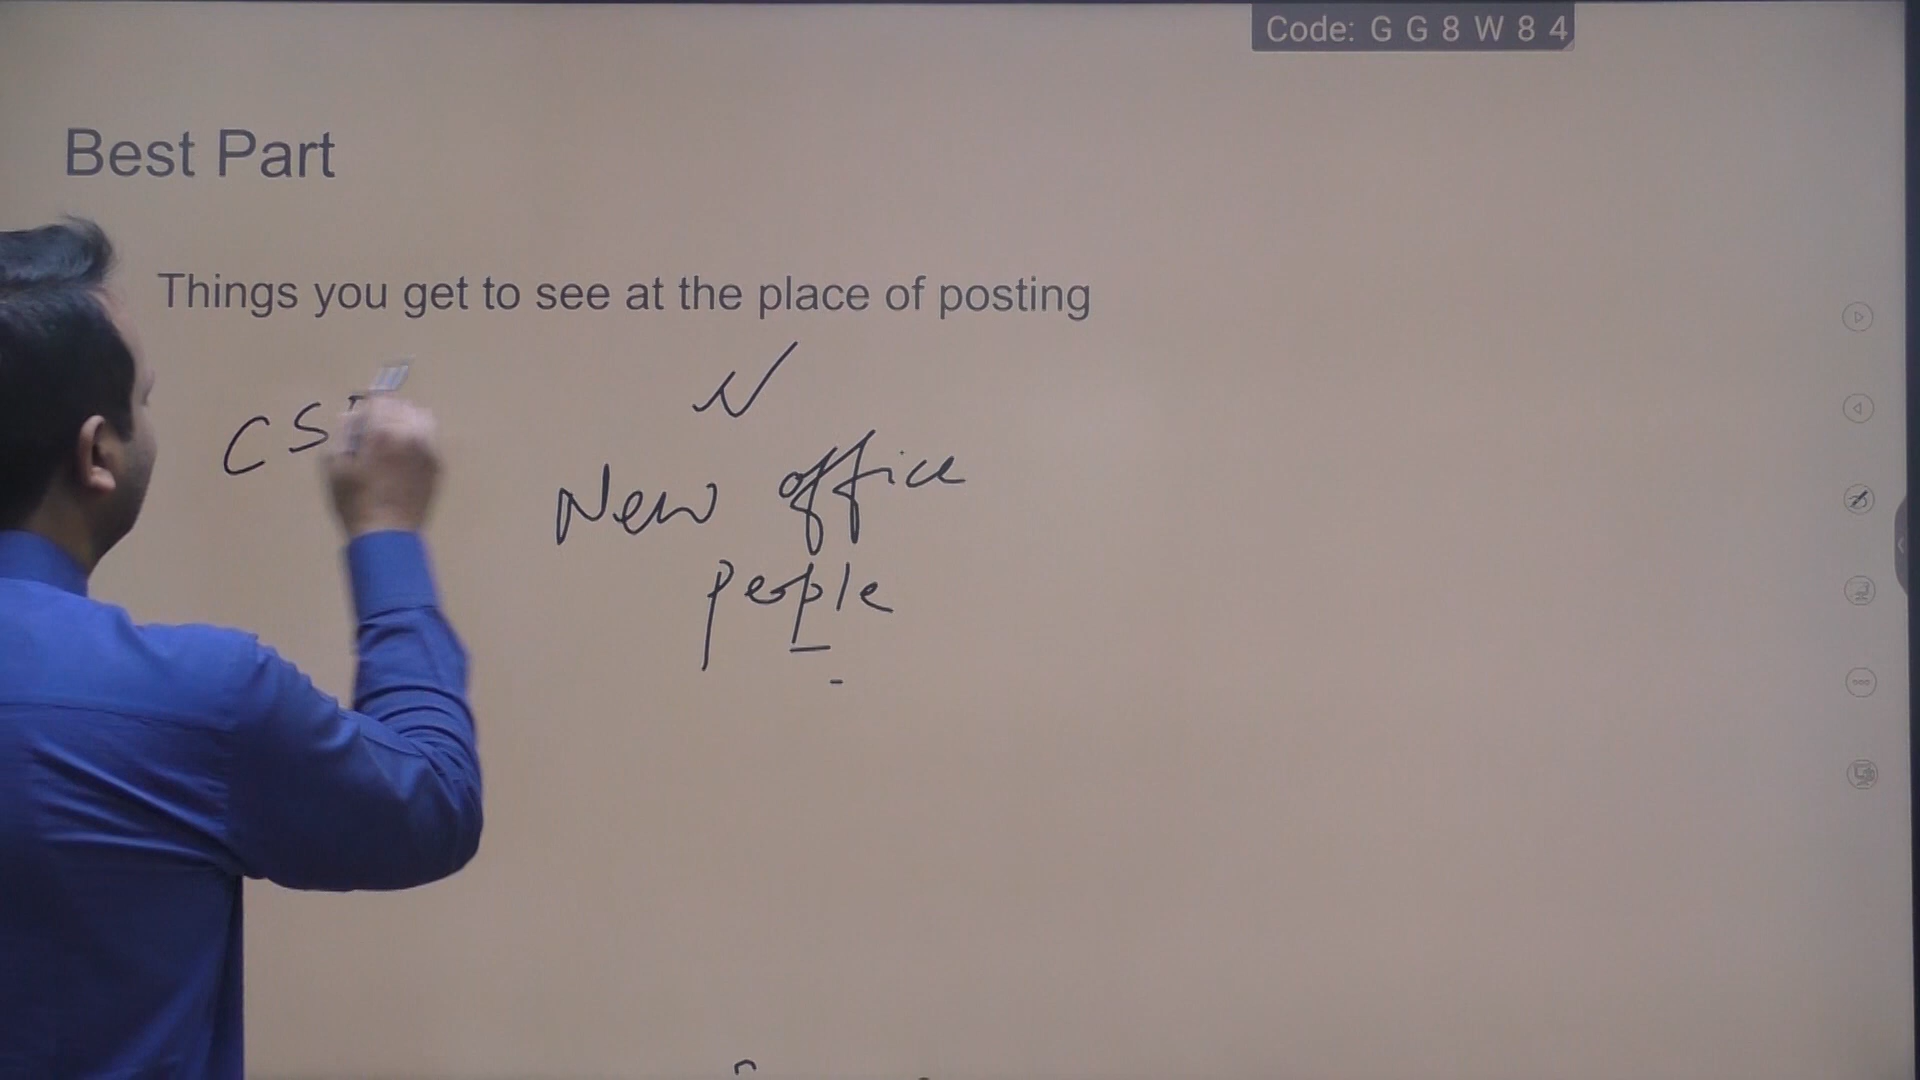 Code: G G 8 W 8 4
Best Part
Things you get to see at the place of posting
CS
New office
people